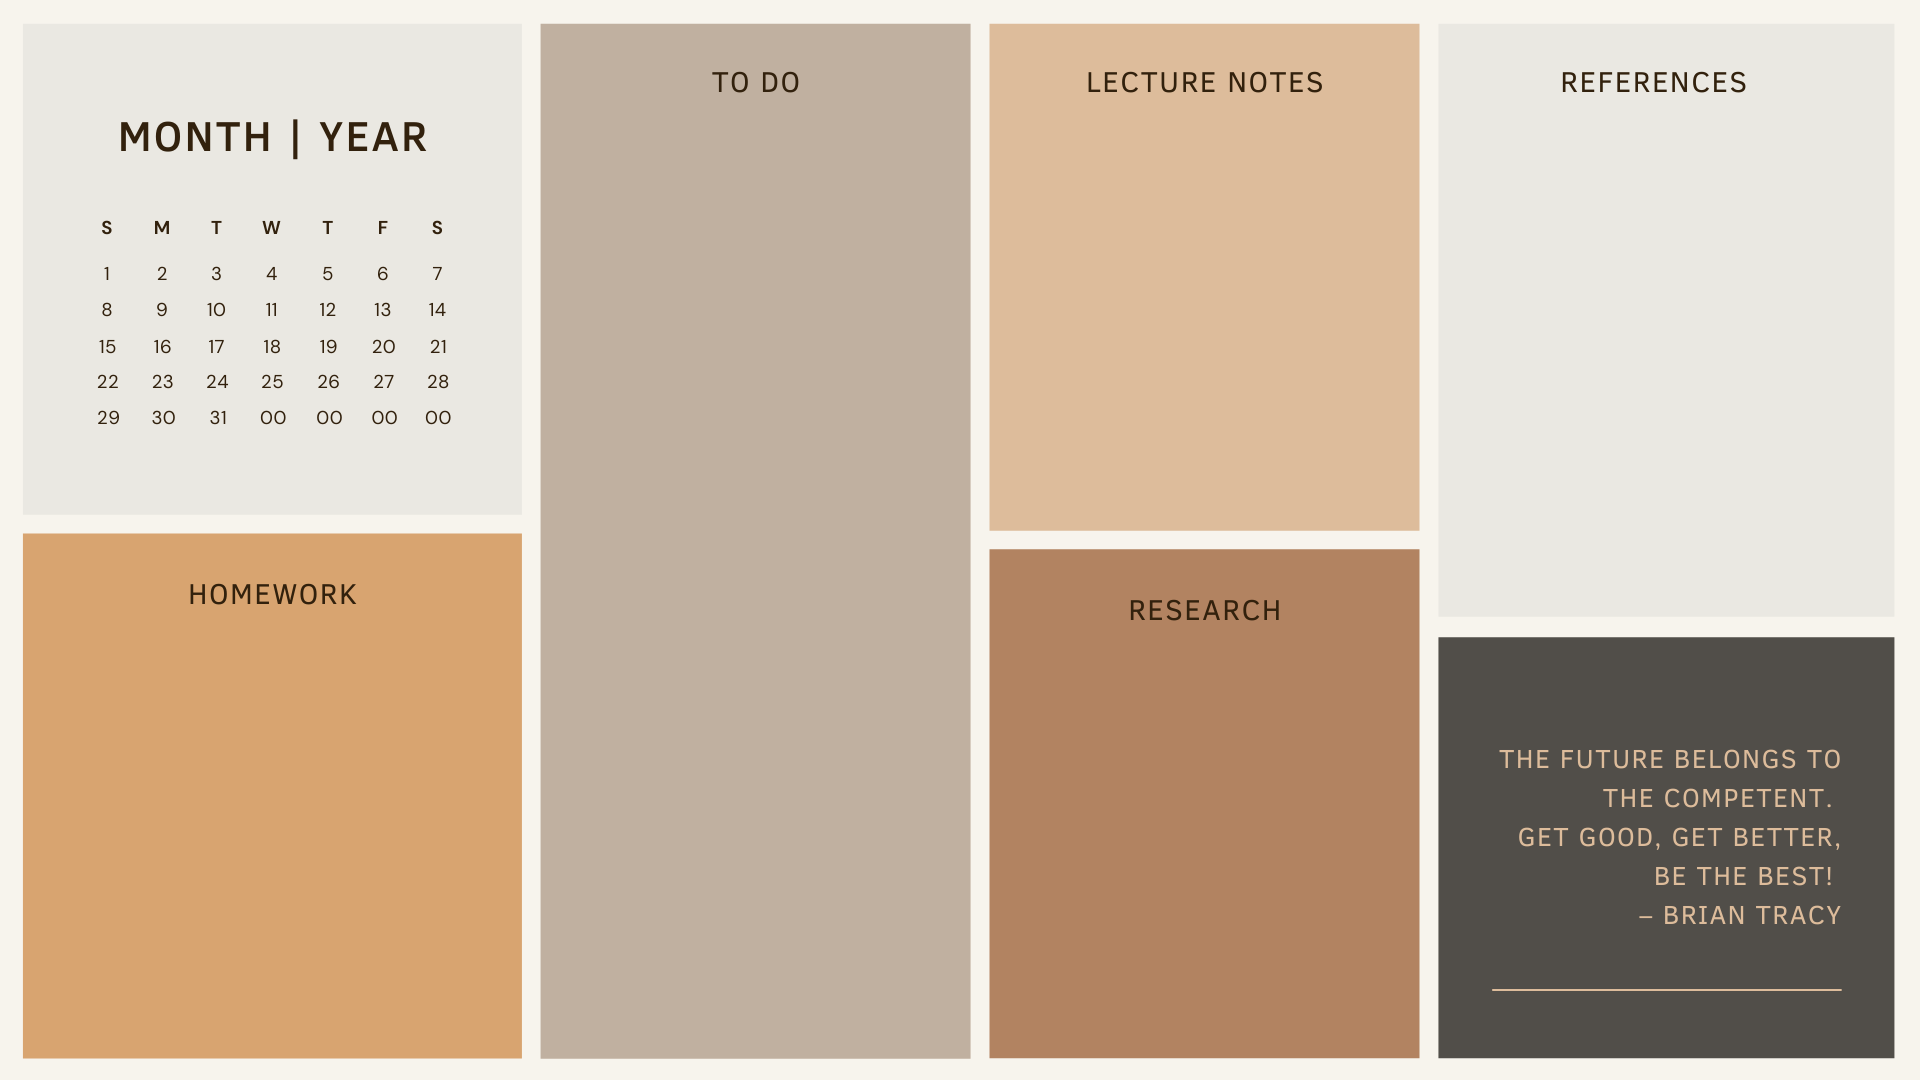 MONTH | YEAR
S M T W T F S
1 2 3 4 5 6 7
8 9 10 11 12 13 14
15 16 17 18 19 20 21
22 23 24 25 26 27 28
29 30 31 00 00 00 00
HOMEWORK
TO DO
LECTURE NOTES
RESEARCH
REFERENCES
THE FUTURE BELONGS TO
THE COMPETENT.
GET GOOD, GET BETTER,
BE THE BEST!
– BRIAN TRACY